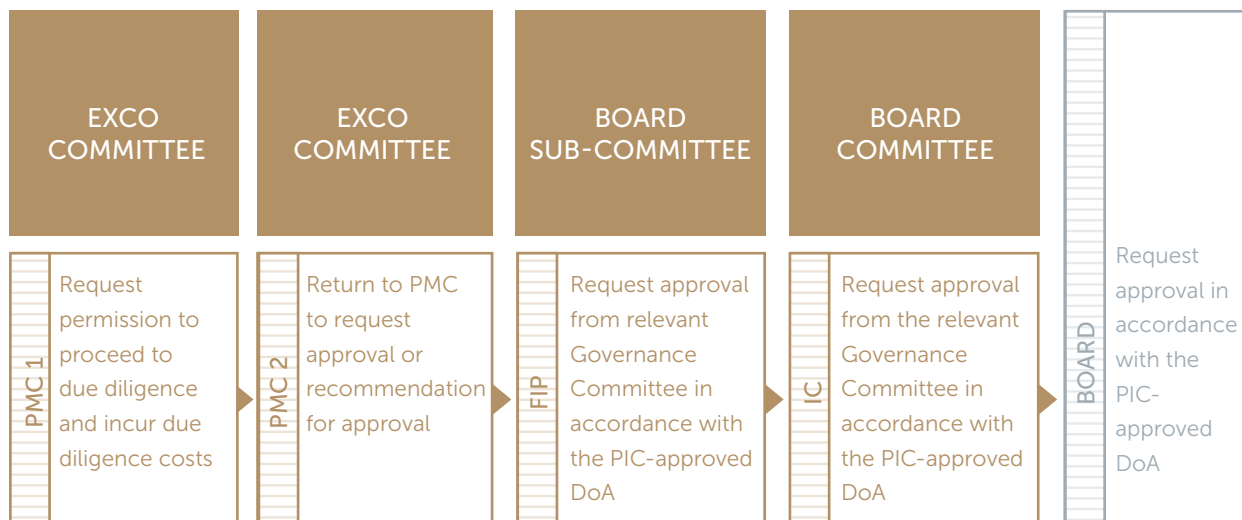 EXCO
COMMITTEE
EXCO
COMMITTEE
BOARD
SUB-COMMITTEE
BOARD
COMMITTEE
PMC 1
Request
permission to
proceed to
due diligence
and incur due
diligence costs
PMC 2
Return to PMC
to request
approval or
recommendation
for approval
FIP
Request approval
from relevant
Governance
Committee in
accordance with
the PIC-approved
DoA
IC
Request approval
from the relevant
Governance
Committee in
accordance with
the PIC-approved
DoA
BOARD
Request
approval in
accordance
with the
PIC-
approved
DoA